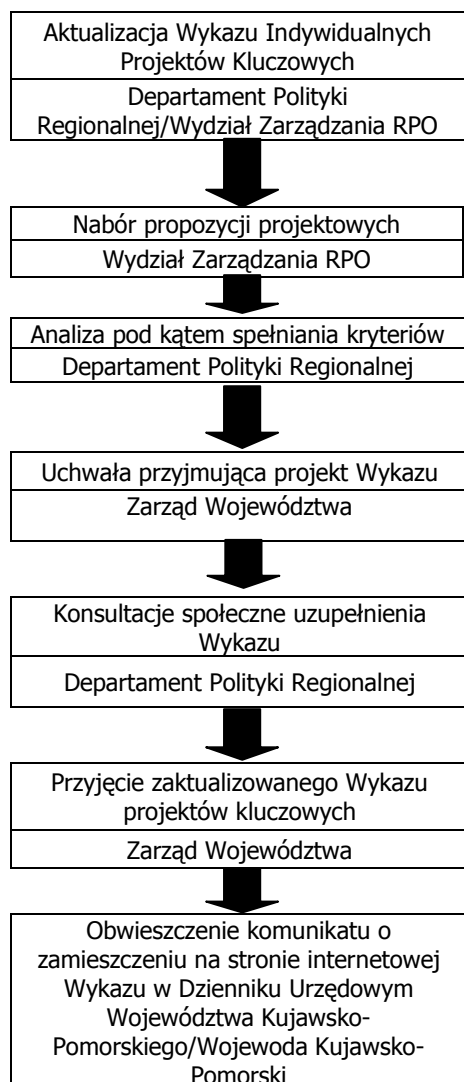 Aktualizacja Wykazu Indywidualnych
Projektów Kluczowych
Departament Polityki
Regionalnej/Wydział Zarządzania RPO
Nabór propozycji projektowych
Wydział Zarządzania RPO
Analiza pod kątem spełniania kryteriów
Departament Polityki Regionalnej
Uchwała przyjmująca projekt Wykazu
Zarząd Województwa
Konsultacje społeczne uzupełnienia
Wykazu
Departament Polityki Regionalnej
Przyjęcie zaktualizowanego Wykazu
projektów kluczowych
Zarząd Województwa
Obwieszczenie komunikatu o
zamieszczeniu na stronie internetowej
Wykazu w Dzienniku Urzędowym
Województwa Kujawsko-
Pomorskiego/Wojewoda Kujawsko-
Pomorski